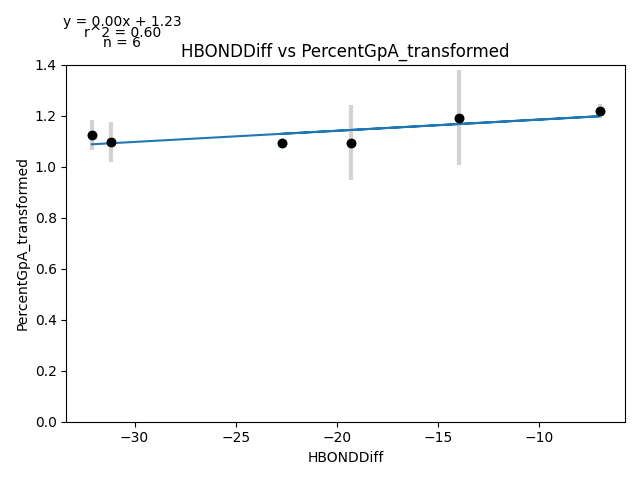 y = 0.00x + 1.23
r^2 = 0.60
n = 6
HBONDDiff vs PercentGpA_transformed
PercentGpA_transformed
1.4
1.2
1.0
0.8
0.6
0.4
0.2
0.0
−30
−25
−20
−15
−10
HBONDDiff